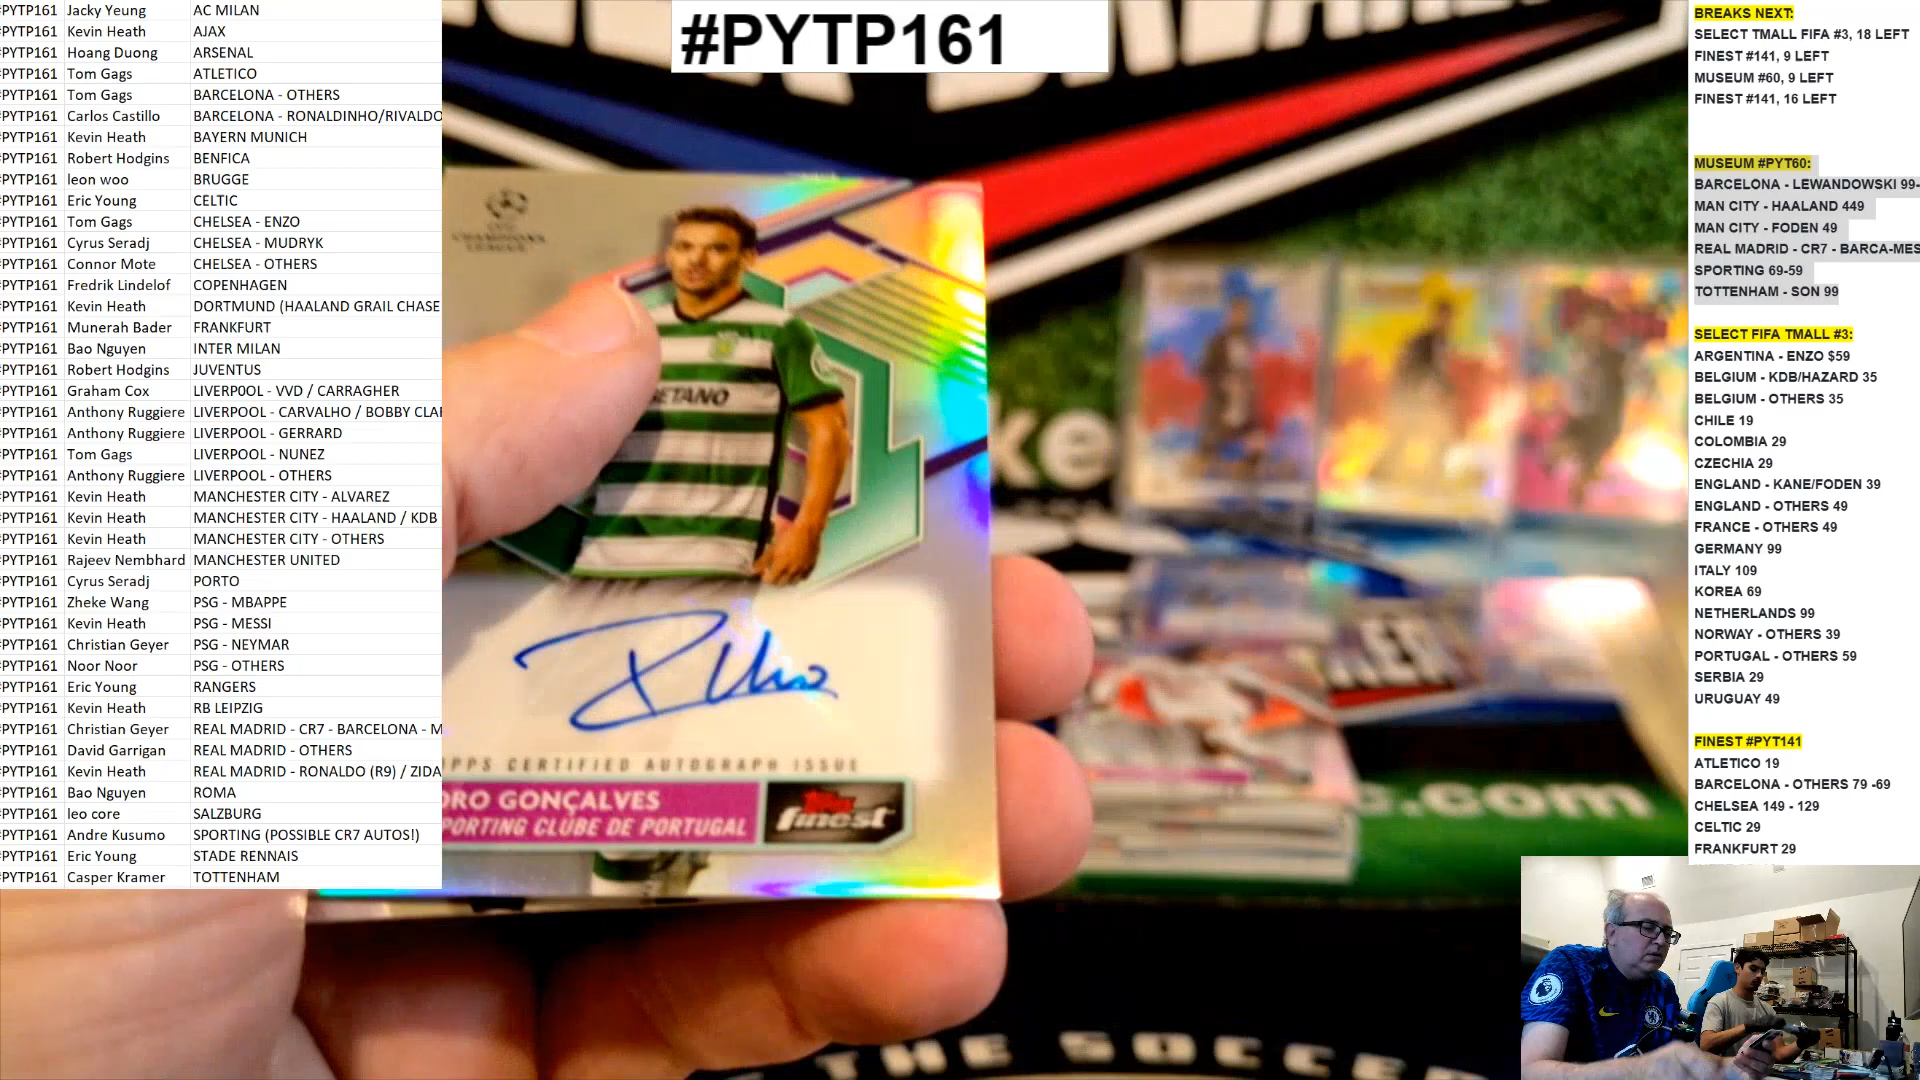 #PYTP161
#PYTP161 Jacky Yeung AC MILAN
#PYTP161 Kevin Heath AJAX
#PYTP161 Hoang Duong ARSENAL
#PYTP161 Tom Gags ATLETICO
#PYTP161 Tom Gags BARCELONA - OTHERS
#PYTP161 Carlos Castillo BARCELONA - RONALDINHO/RIVALDO
#PYTP161 Kevin Heath BAYERN MUNICH
#PYTP161 Robert Hodgins BENFICA
#PYTP161 leon woo BRUGGE
#PYTP161 Eric Young CELTIC
#PYTP161 Tom Gags CHELSEA - ENZO
#PYTP161 Cyrus Seradj CHELSEA - MUDRYK
#PYTP161 Connor Mote CHELSEA - OTHERS
#PYTP161 Fredrik Lindelof COPENHAGEN
#PYTP161 Kevin Heath DORTMUND (HAALAND GRAIL CHASE
#PYTP161 Munerah Bader FRANKFURT
#PYTP161 Bao Nguyen INTER MILAN
#PYTP161 Robert Hodgins JUVENTUS
#PYTP161 Graham Cox LIVERP0OL - VVD / CARRAGHER
#PYTP161 Anthony Ruggiere LIVERPOOL - CARVALHO / BOBBY CLA
#PYTP161 Anthony Ruggiere LIVERPOOL - GERRARD
#PYTP161 Tom Gags LIVERPOOL - NUNEZ
#PYTP161 Anthony Ruggiere LIVERPOOL - OTHERS
#PYTP161 Kevin Heath MANCHESTER CITY - ALVAREZ
#PYTP161 Kevin Heath MANCHESTER CITY - HAALAND / KDB
#PYTP161 Kevin Heath MANCHESTER CITY - OTHERS
#PYTP161 Rajeev Nembhard MANCHESTER UNITED
#PYTP161 Cyrus Seradj PORTO
#PYTP161 Zheke Wang PSG - MBAPPE
#PYTP161 Kevin Heath PSG - MESSI
#PYTP161 Christian Geyer PSG - NEYMAR
#PYTP161 Noor Noor PSG - OTHERS
#PYTP161 Eric Young RANGERS
#PYTP161 Kevin Heath RB LEIPZIG
#PYTP161 Christian Geyer REAL MADRID - CR7 - BARCELONA - M
#PYTP161 David Garrigan REAL MADRID - OTHERS
#PYTP161 Kevin Heath REAL MADRID - RONALDO (R9) / ZIDA
#PYTP161 Bao Nguyen ROMA
#PYTP161 leo core SALZBURG
#PYTP161 Andre Kusumo SPORTING (POSSIBLE CR7 AUTOS!)
#PYTP161 Eric Young STADE RENNAIS
#PYTP161 Casper Kramer TOTTENHAM
CHAMPIONS
LEAGUE
BETANO
PPS CERTIFIED AUTOGRAPH ISSUE
DRO GONÇALVES
PORTING CLUBE DE PORTUGAL
Topps
finest
ke
c.com
THE SOCCER
BREAKS NEXT:
SELECT TMALL FIFA #3, 18 LEFT
FINEST #141, 9 LEFT
MUSEUM #60, 9 LEFT
FINEST #141, 16 LEFT
MUSEUM #PYT60:
BARCELONA - LEWANDOWSKI 99-
MAN CITY - HAALAND 449
MAN CITY - FODEN 49
REAL MADRID - CR7 - BARCA-MES
SPORTING 69-59
TOTTENHAM - SON 99
SELECT FIFA TMALL #3:
ARGENTINA - ENZO $59
BELGIUM - KDB/HAZARD 35
BELGIUM - OTHERS 35
CHILE 19
COLOMBIA 29
CZECHIA 29
ENGLAND - KANE/FODEN 39
ENGLAND - OTHERS 49
FRANCE - OTHERS 49
GERMANY 99
ITALY 109
KOREA 69
NETHERLANDS 99
NORWAY - OTHERS 39
PORTUGAL - OTHERS 59
SERBIA 29
URUGUAY 49
FINEST #PYT141
ATLETICO 19
BARCELONA - OTHERS 79 -69
CHELSEA 149 - 129
CELTIC 29
FRANKFURT 29